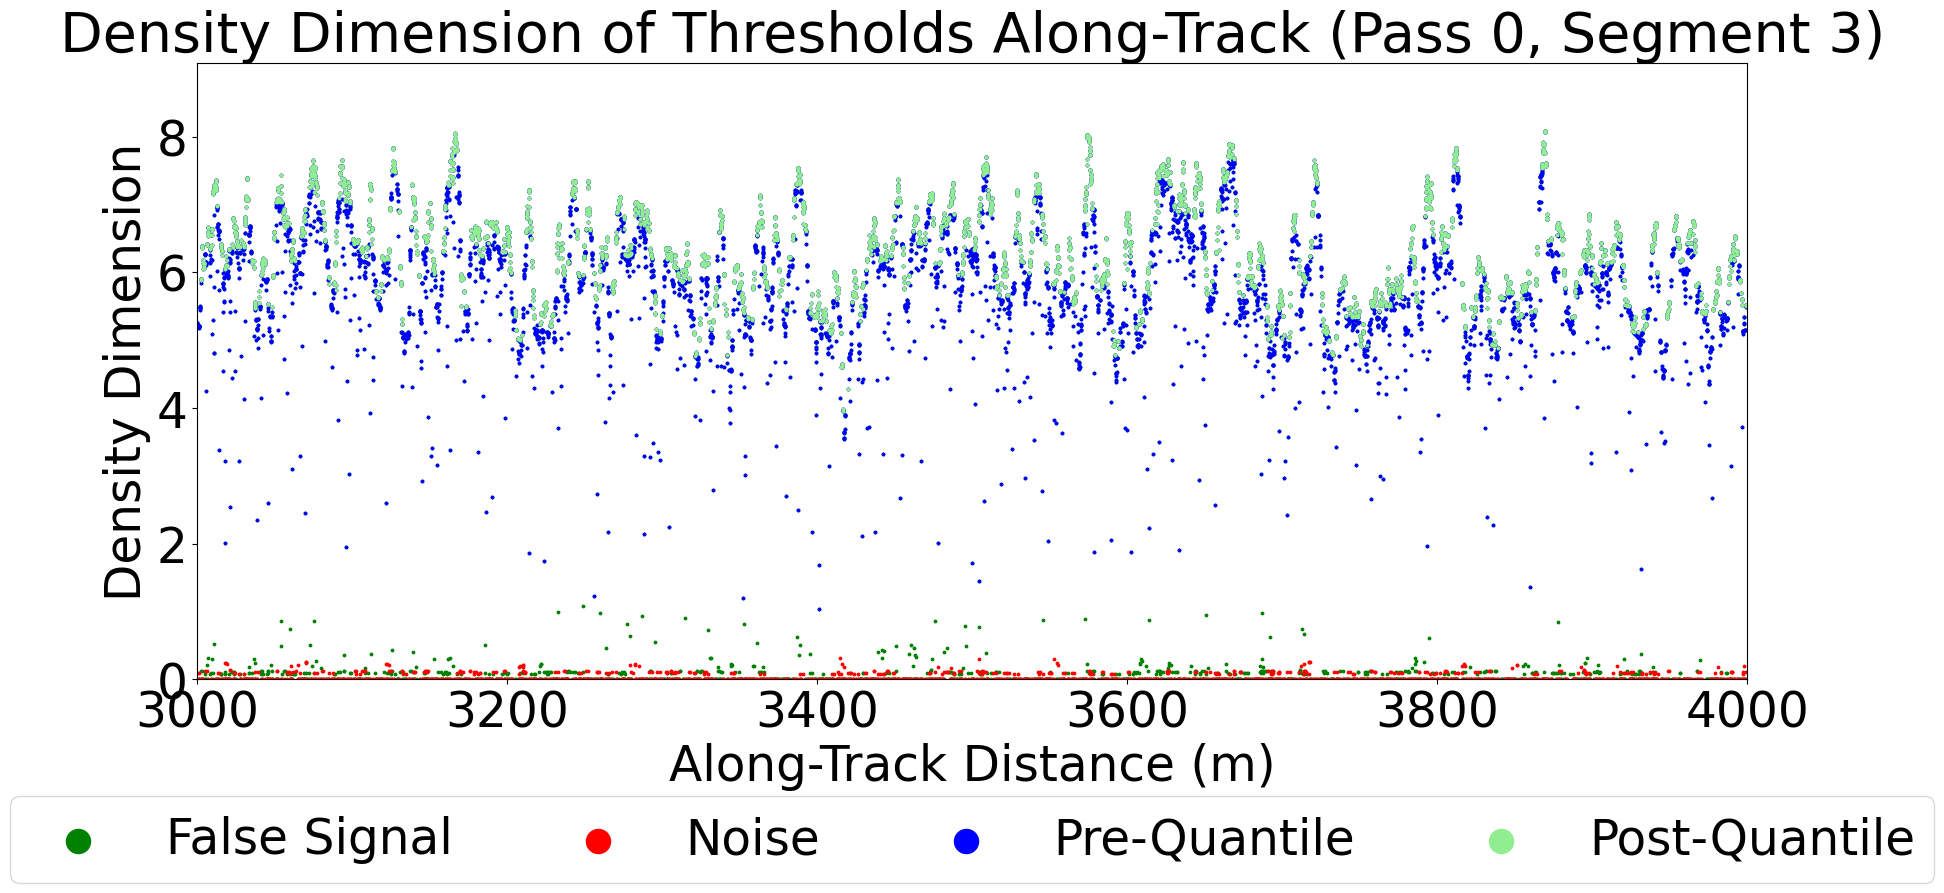 Density Dimension of Thresholds Along-Track (Pass 0, Segment 3)
Density Dimension
8
6
4
2
0
3000 3200 3400 3600 3800 4000
Along-Track Distance (m)
False Signal Noise Pre-Quantile Post-Quantile